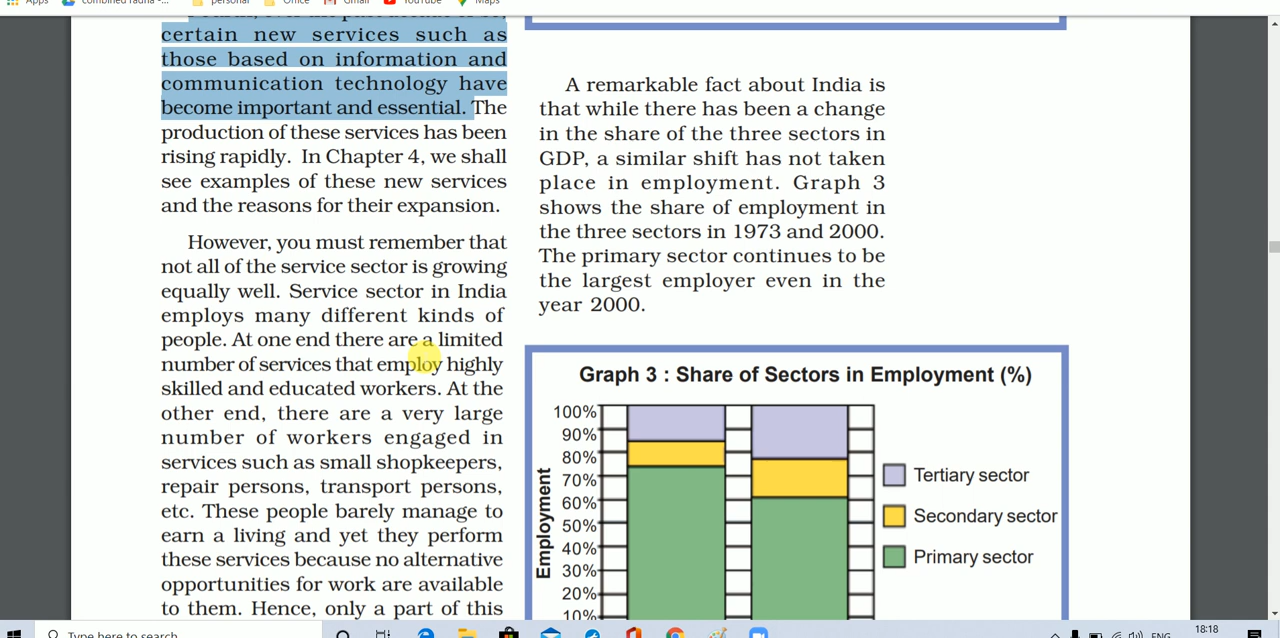 Apps
combined radha -...
personal
Office
Gmail
YouTube
Maps
certain new services such as
those based on information and
communication technology have
become important and essential. The
production of these services has been
rising rapidly. In Chapter 4, we shall
see examples of these new services
and the reasons for their expansion.
However, you must remember that
not all of the service sector is growing
equally well. Service sector in India
employs many different kinds of
people. At one end there are a limited
number of services that employ highly
skilled and educated workers. At the
other end, there are a very large
number of workers engaged in
services such as small shopkeepers,
repair persons, transport persons,
etc. These people barely manage to
earn a living and yet they perform
these services because no alternative
opportunities for work are available
to them. Hence, only a part of this
A remarkable fact about India is
that while there has been a change
in the share of the three sectors in
GDP, a similar shift has not taken
place in employment. Graph 3
shows the share of employment in
the three sectors in 1973 and 2000.
The primary sector continues to be
the largest employer even in the
year 2000.
Graph 3 : Share of Sectors in Employment (%)
100%
90%
80%
70%
60%
50%
40%
30%
20%
10%
Employment
Tertiary sector
Secondary sector
Primary sector
Type here to search
ENG
18:18